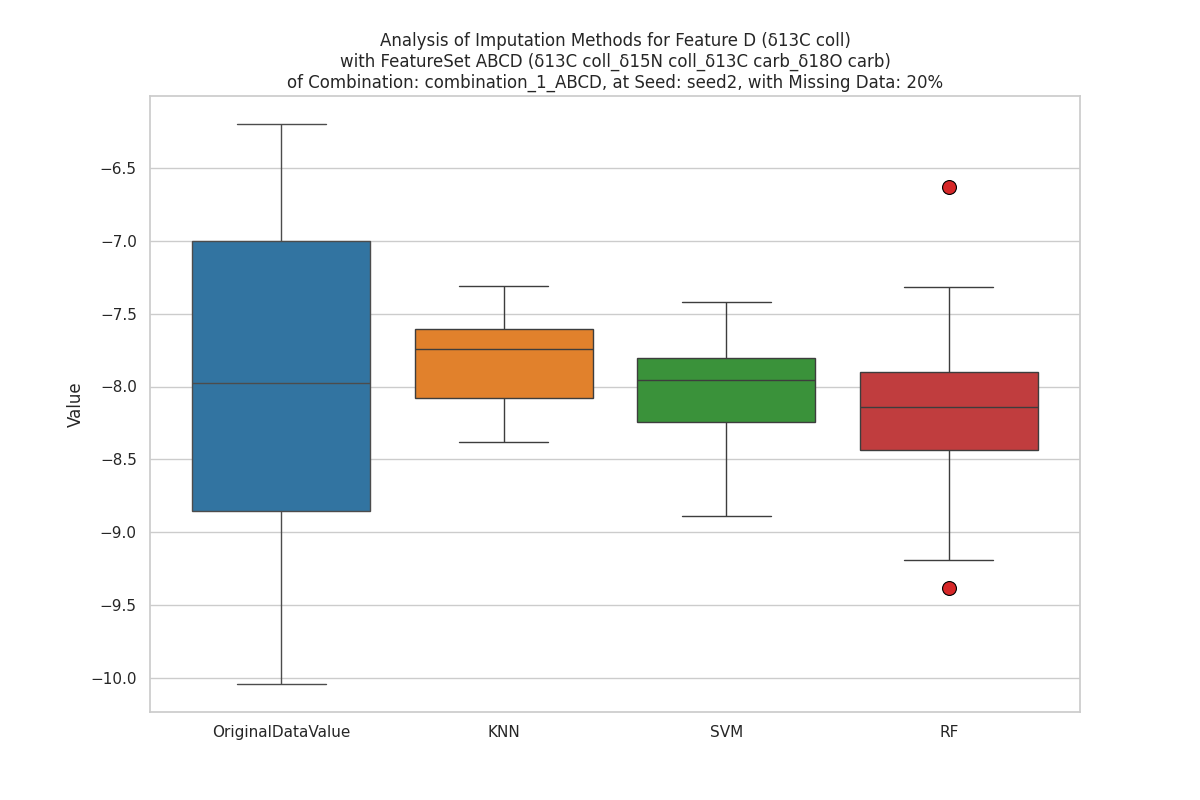 Analysis of Imputation Methods for Feature D (δ13C coll)
with FeatureSet ABCD (δ13C coll_δ15N coll_δ13C carb_δ18O carb)
of Combination: combination_1_ABCD, at Seed: seed2, with Missing Data: 20%
Value
−6.5
−7.0
−7.5
−8.0
−8.5
−9.0
−9.5
−10.0
OriginalDataValue
KNN
SVM
RF